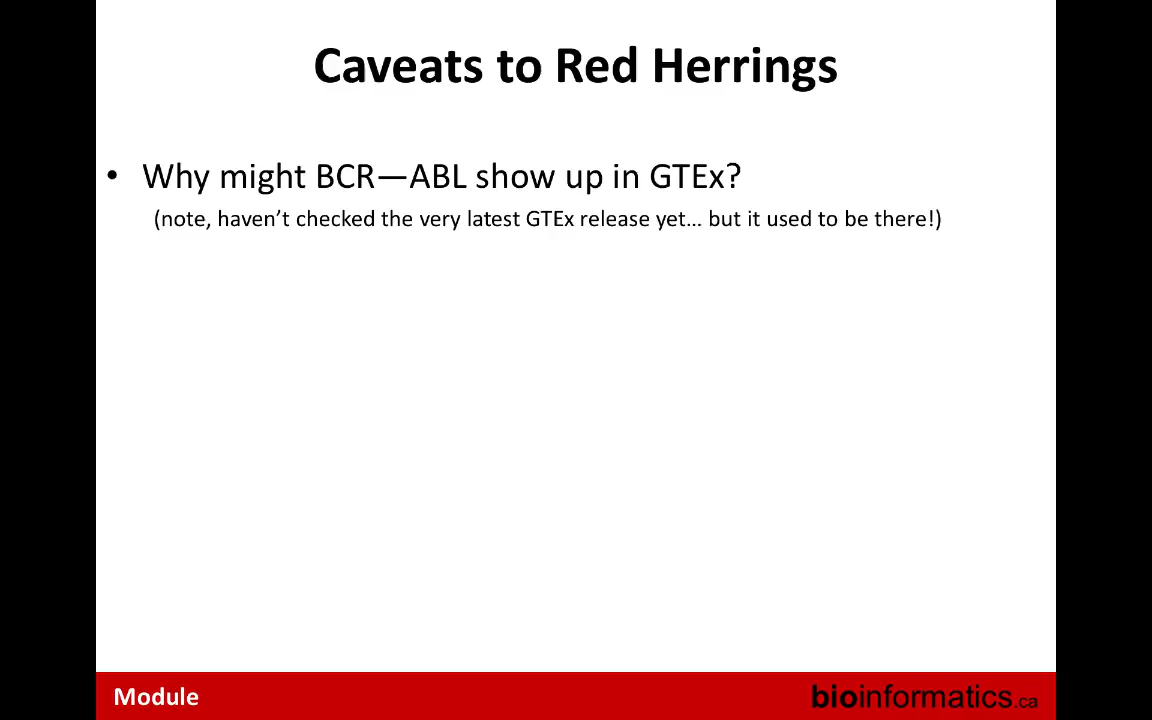 Caveats to Red Herrings
• Why might BCR—ABL show up in GTEx?
(note, haven’t checked the very latest GTEx release yet… but it used to be there!)
Module
bioinformatics.ca